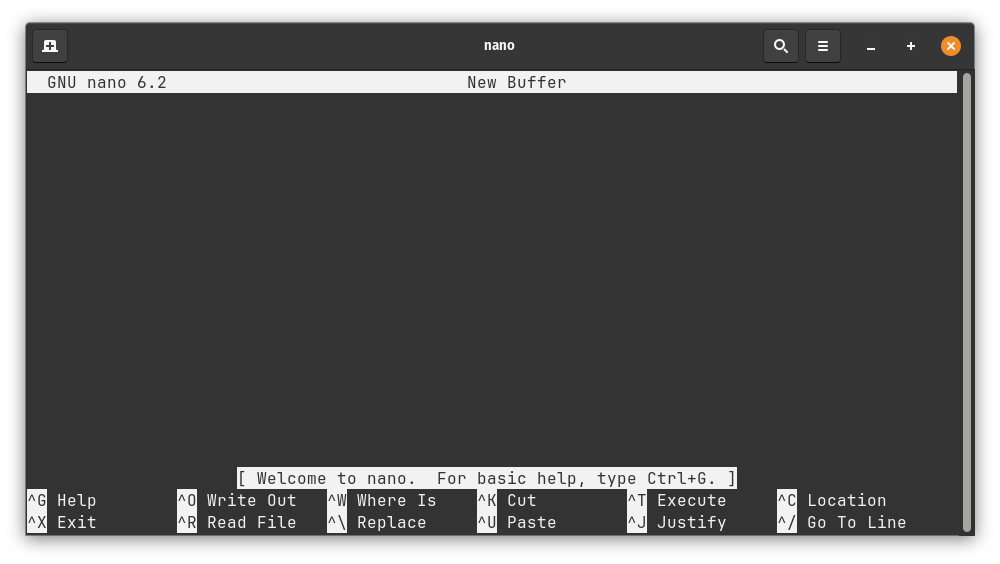 nano
GNU nano 6.2 New Buffer
[ Welcome to nano.  For basic help, type Ctrl+G. ]
^G Help ^O Write Out ^W Where Is ^K Cut ^T Execute ^C Location
^X Exit ^R Read File ^\ Replace ^U Paste ^J Justify ^/ Go To Line